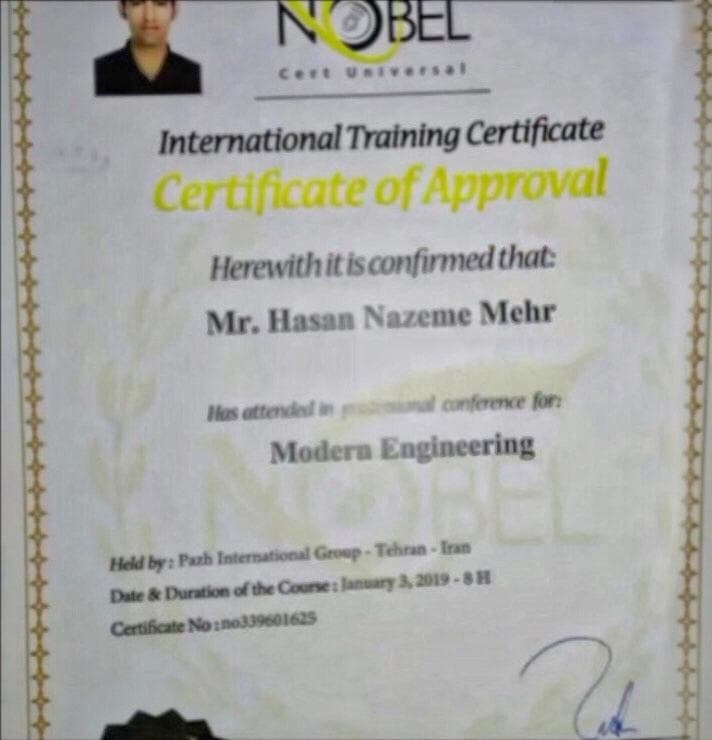 NOBEL
Cert Universal
International Training Certificate
Certificate of Approval
Herewith it is confirmed that:
Mr. Hasan Nazeme Mehr
Has attended in professional conference for:
Modern Engineering
NOBEL
Held by : Pazh International Group - Tehran - Iran
Date & Duration of the Course : January 3, 2019 - 8 H
Certificate No : no339601625